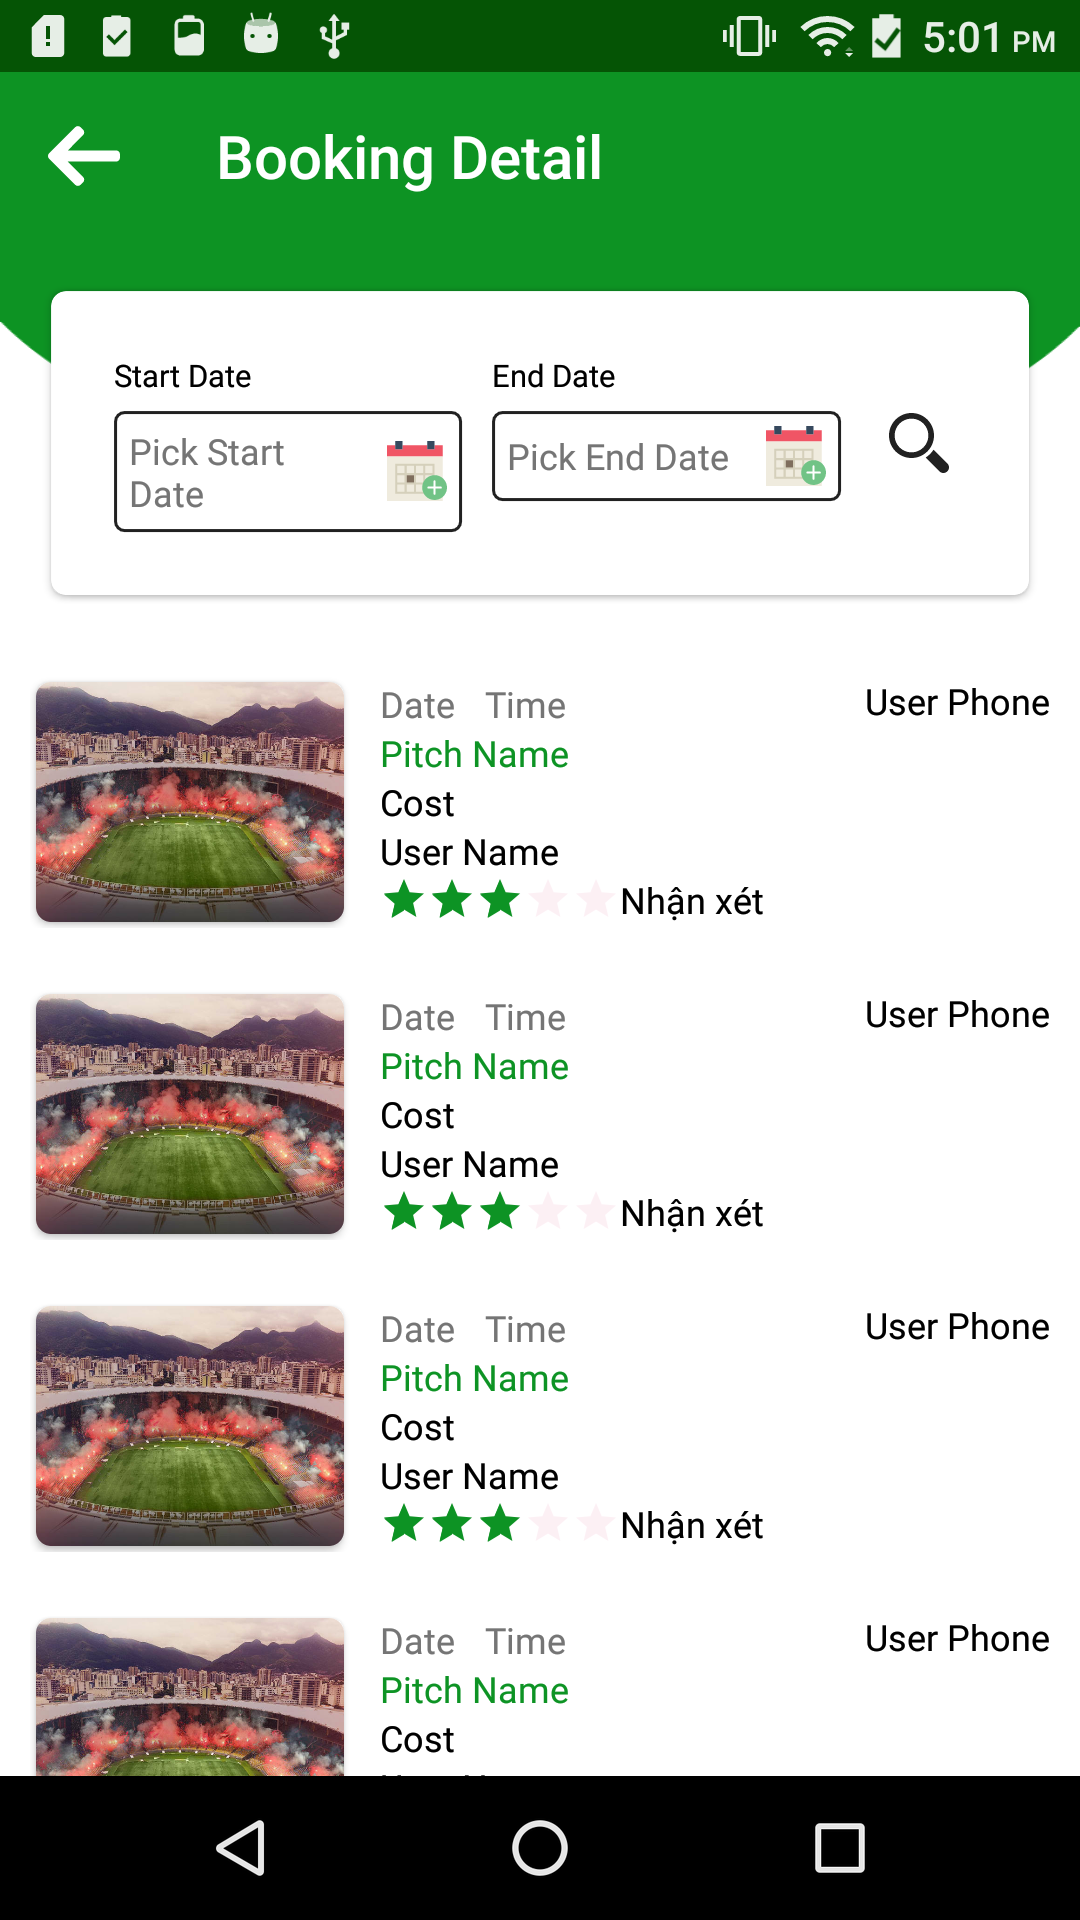 5:01 PM
Booking Detail
Start Date
End Date
Pick Start
Date
Pick End Date
Date Time
User Phone
Pitch Name
Cost
User Name
Nhận xét
Date Time
User Phone
Pitch Name
Cost
User Name
Nhận xét
Date Time
User Phone
Pitch Name
Cost
User Name
Nhận xét
Date Time
User Phone
Pitch Name
Cost